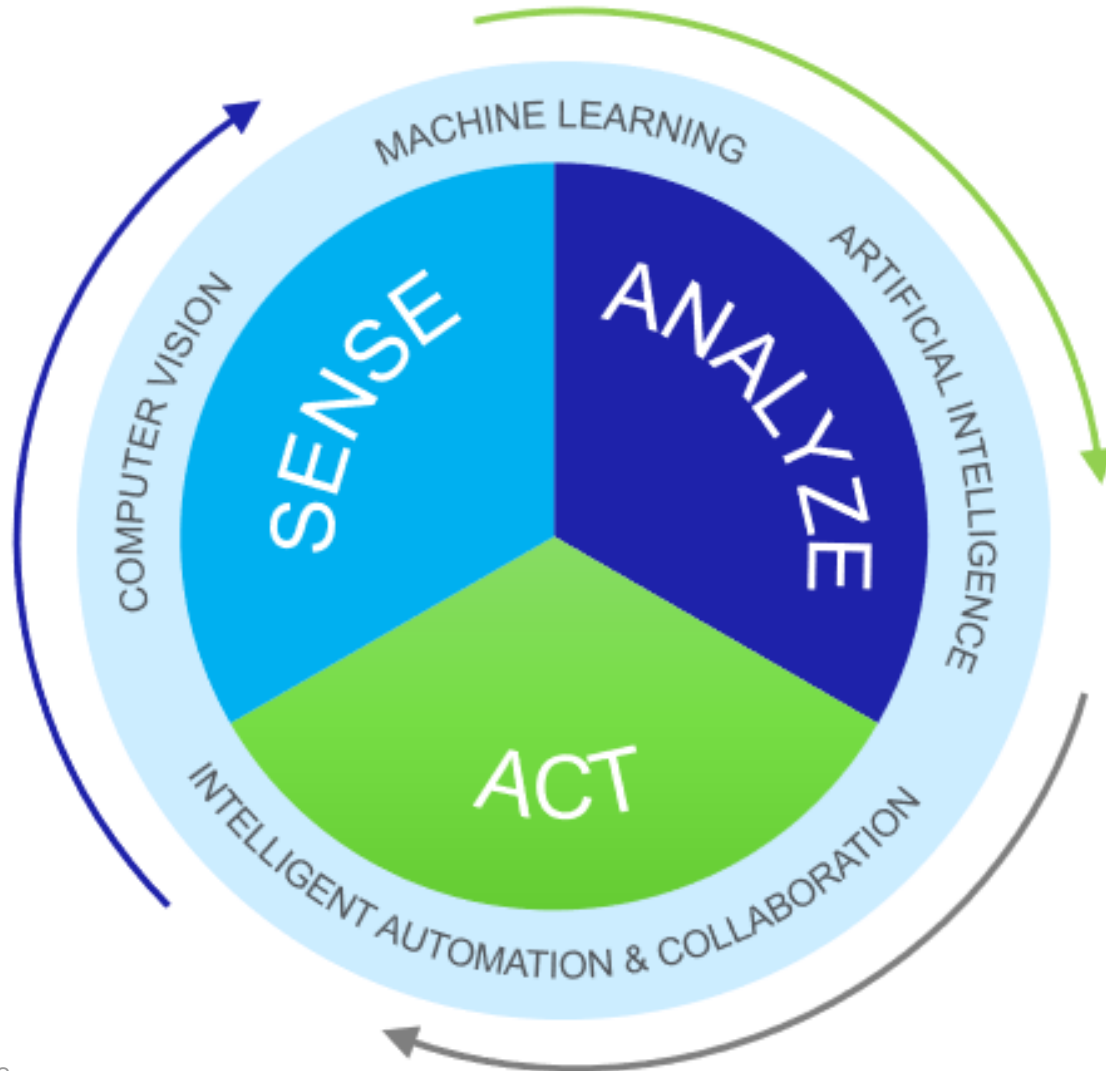 MACHINE LEARNING
ARTIFICIAL INTELLIGENCE
INTELLIGENT AUTOMATION & COLLABORATION
COMPUTER VISION
SENSE
ANALYZE
ACT